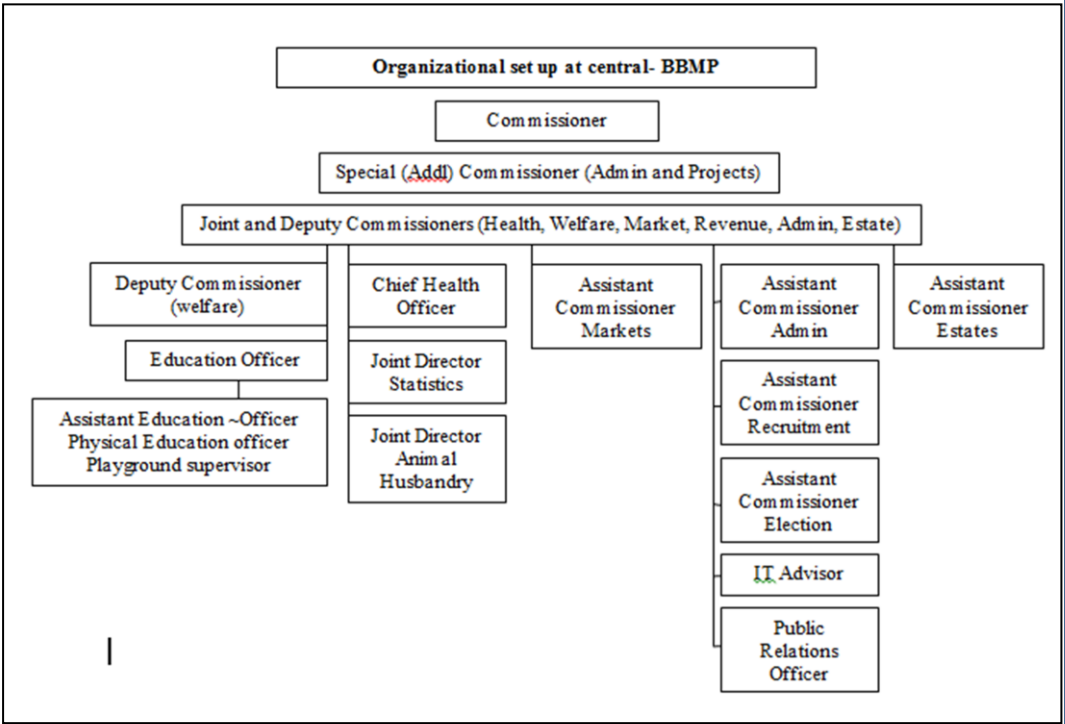 Organizational set up at central- BBMP
Commissioner
Special (Addl) Commissioner (Admin and Projects)
Joint and Deputy Commissioners (Health, Welfare, Market, Revenue, Admin, Estate)
Deputy Commissioner
(welfare)
Education Officer
Assistant Education ~Officer
Physical Education officer
Playground supervisor
Chief Health
Officer
Joint Director
Statistics
Joint Director
Animal
Husbandry
Assistant
Commissioner
Markets
Assistant
Commissioner
Admin
Assistant
Commissioner
Recruitment
Assistant
Commissioner
Election
IT Advisor
Public
Relations
Officer
Assistant
Commissioner
Estates